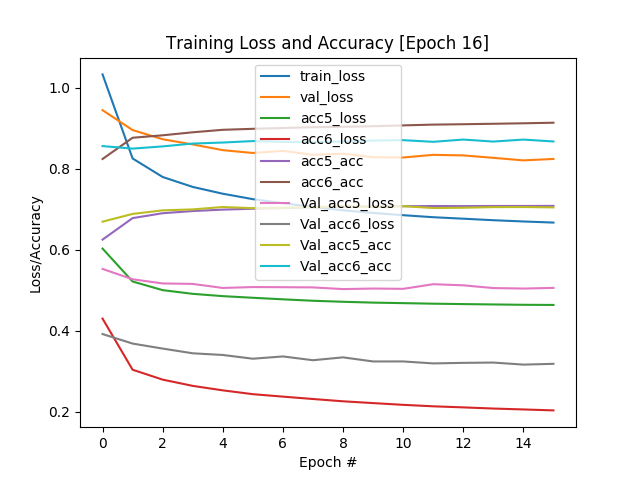 Training Loss and Accuracy [Epoch 16]
Loss/Accuracy
1.0
0.8
0.6
0.4
0.2
train_loss
val_loss
acc5_loss
acc6_loss
acc5_acc
acc6_acc
Val_acc5_loss
Val_acc6_loss
Val_acc5_acc
Val_acc6_acc
0 2 4 6 8 10 12 14
Epoch #